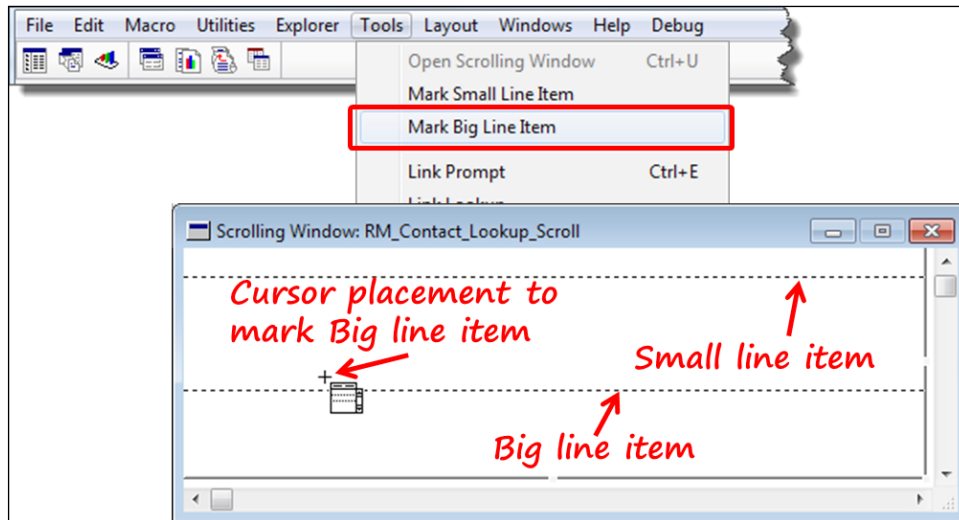 File Edit Macro Utilities Explorer Tools Layout Windows Help Debug
Open Scrolling Window Ctrl+U
Mark Small Line Item
Mark Big Line Item
Link Prompt Ctrl+E
Link Lookup
Scrolling Window: RM_Contact_Lookup_Scroll
Cursor placement to
mark Big line item
Small line item
Big line item